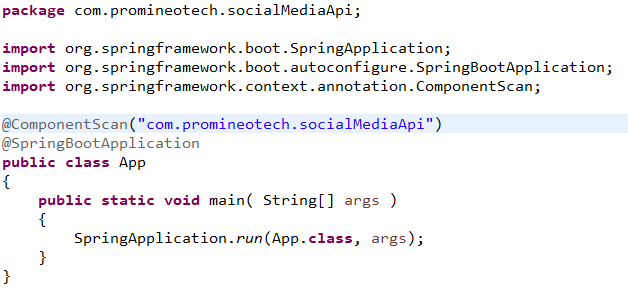 package com.promineotech.socialMediaApi;
import org.springframework.boot.SpringApplication;
import org.springframework.boot.autoconfigure.SpringBootApplication;
import org.springframework.context.annotation.ComponentScan;
@ComponentScan("com.promineotech.socialMediaApi")
@SpringBootApplication
public class App
{
    public static void main( String[] args )
    {
        SpringApplication.run(App.class, args);
    }
}